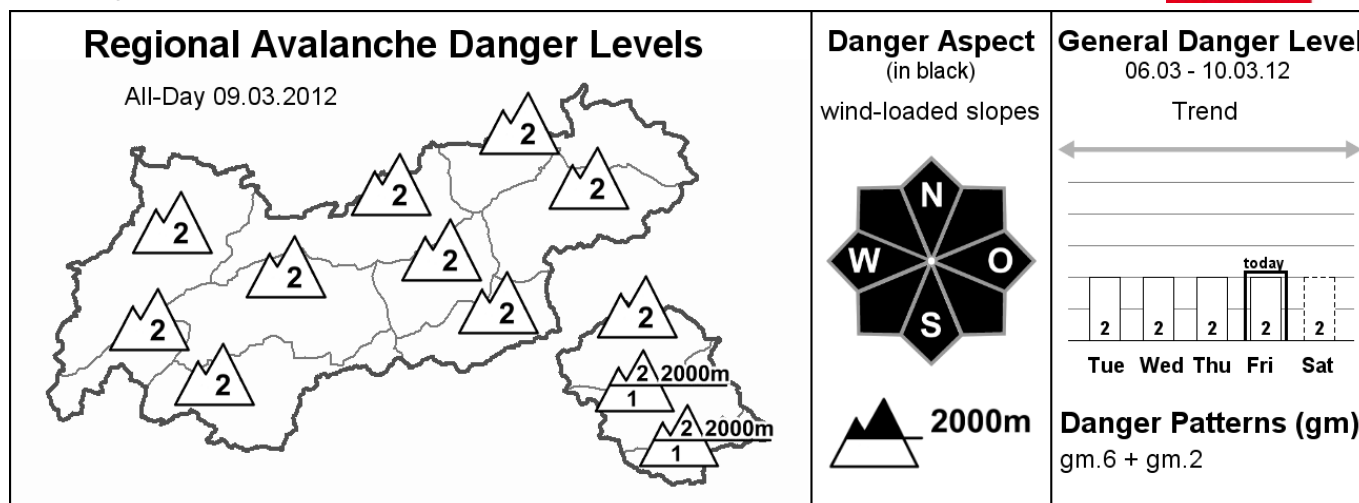 Regional Avalanche Danger Levels
All-Day 09.03.2012
2
2
2
2
2
2
2
2
2
2
2
2 2000m
1
2 2000m
1
Danger Aspect
(in black)
wind-loaded slopes
N
W O
S
2000m
General Danger Level
06.03 - 10.03.12
Trend
today
2 2 2 2 2
Tue Wed Thu Fri Sat
Danger Patterns (gm)
gm.6 + gm.2